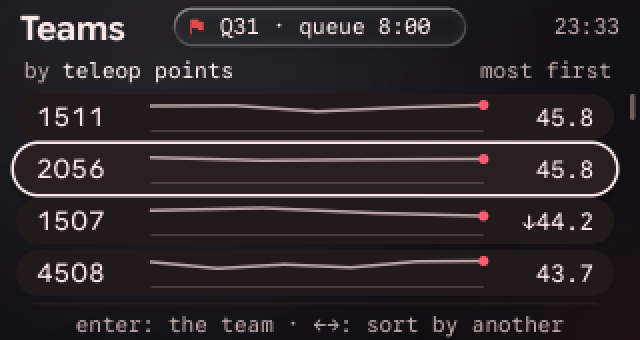 Teams
Q31 · queue 8:00
23:33
by teleop points
most first
1511 45.8
2056 45.8
1507 ↓44.2
4508 43.7
enter: the team · ↔: sort by another